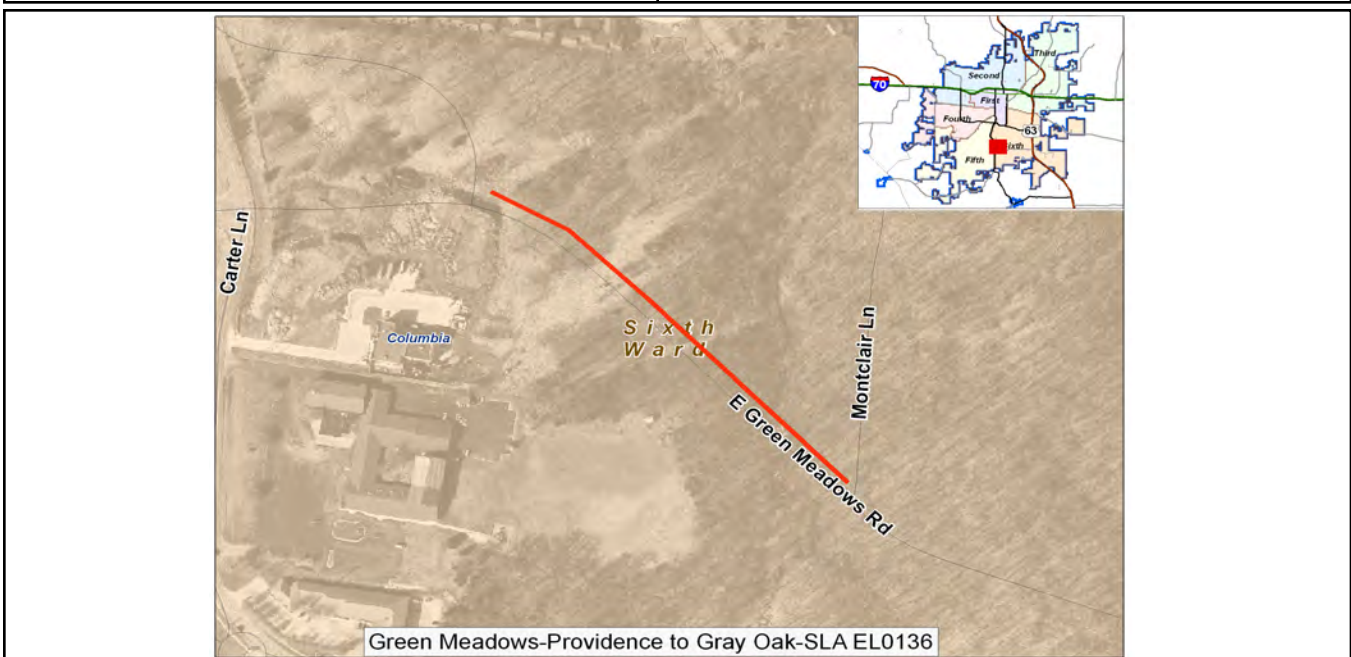 Third
Second
70
First
Fourth
63
ixth
Fifth
Carter Ln
Columbia
Sixth
Ward
Montclair Ln
E Green Meadows Rd
Green Meadows-Providence to Gray Oak-SLA EL0136